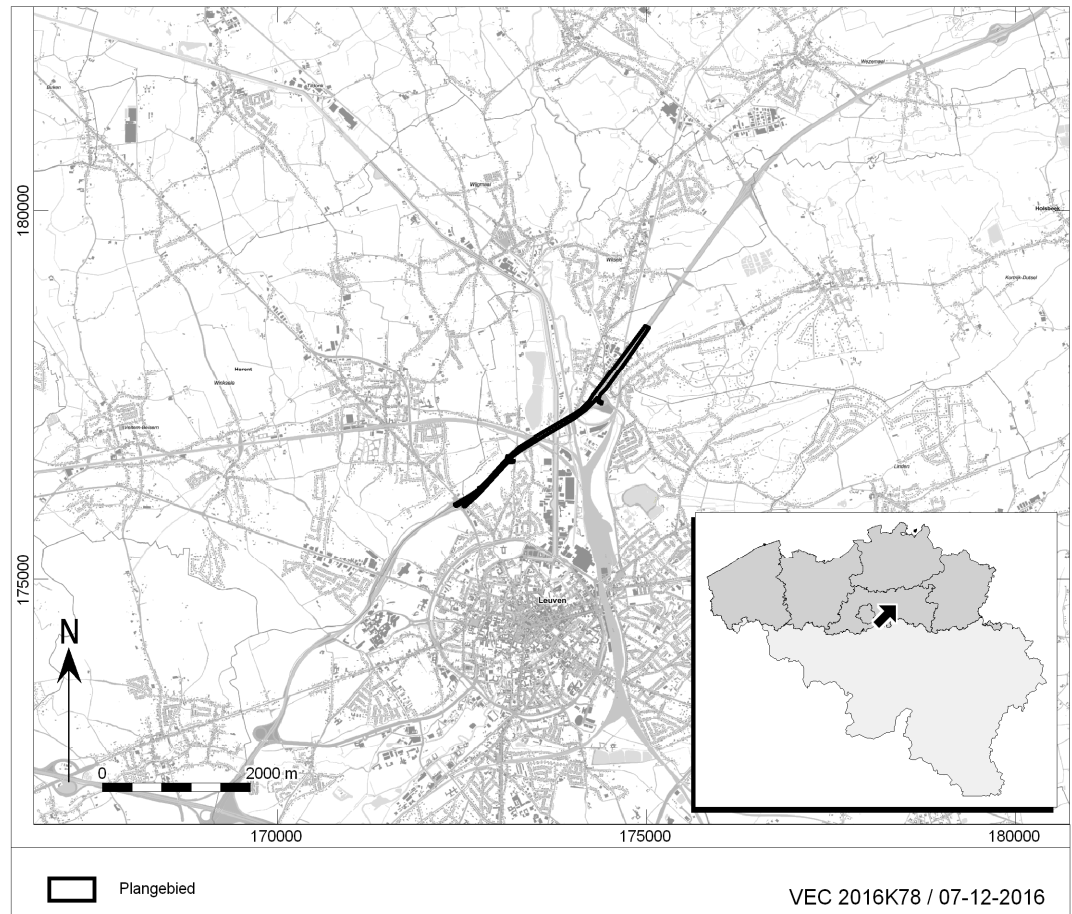 Wezemaal
Tildonk
Wijgmaal
Holsbeek
180000
Wilsele
Kortrijk-Dutsel
Herent
Winksele
Linden
175000
Leuven
N
0 2000 m
170000 175000 180000
Plangebied
VEC 2016K78 / 07-12-2016